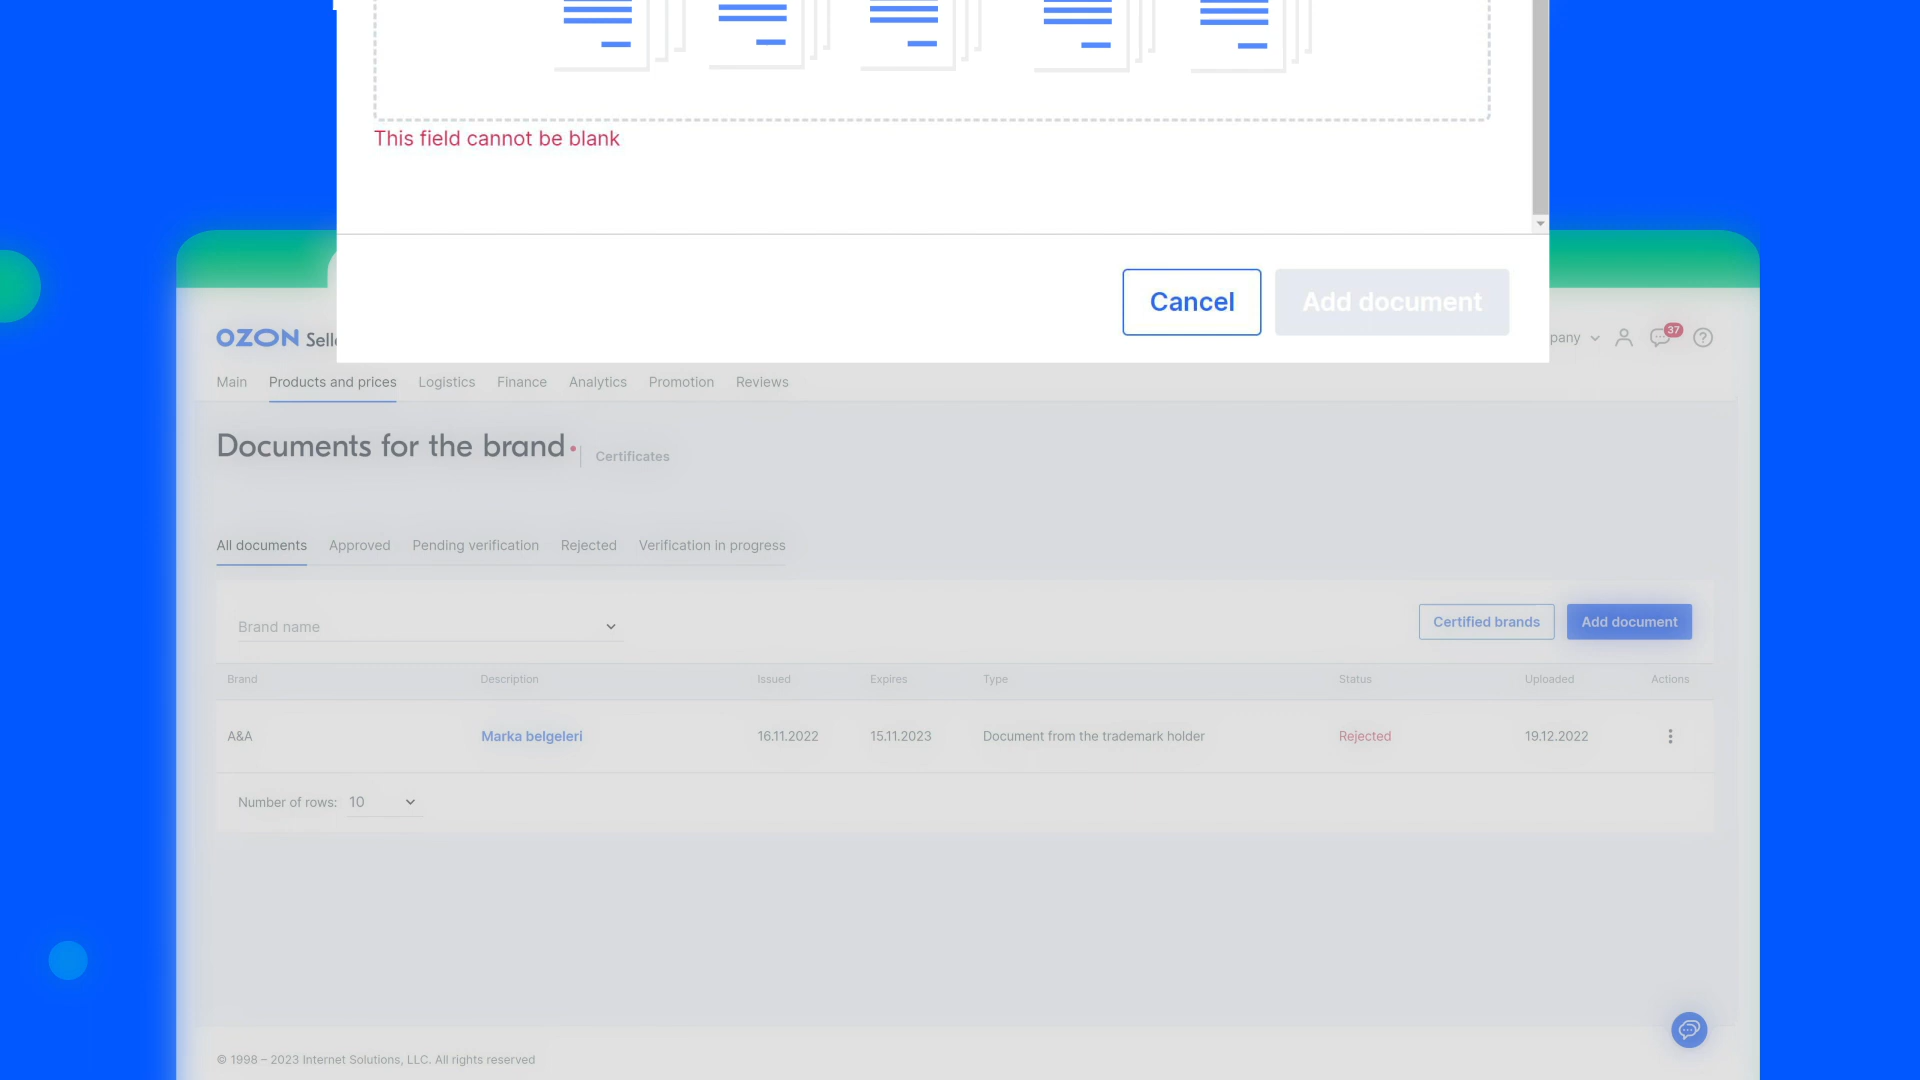 This field cannot be blank
Cancel
Add document
OZON Selle
pany
37
Main Products and prices Logistics Finance Analytics Promotion Reviews
Documents for the brand
Certificates
All documents Approved Pending verification Rejected Verification in progress
Brand name
Certified brands
Add document
Brand Description Issued Expires Type Status Uploaded Actions
A&A Marka belgeleri 16.11.2022 15.11.2023 Document from the trademark holder Rejected 19.12.2022
Number of rows: 10
© 1998 – 2023 Internet Solutions, LLC. All rights reserved